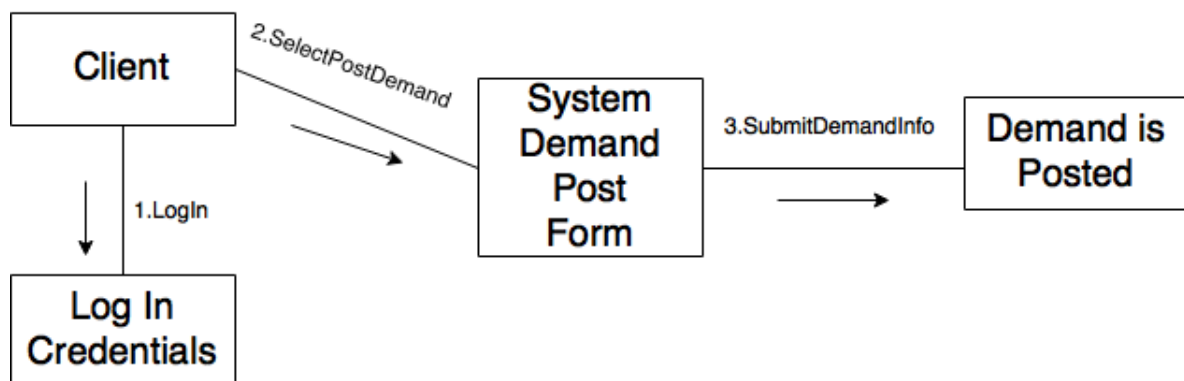 Client
2.SelectPostDemand
System
Demand
Post
Form
3.SubmitDemandInfo
Demand is
Posted
1.LogIn
Log In
Credentials